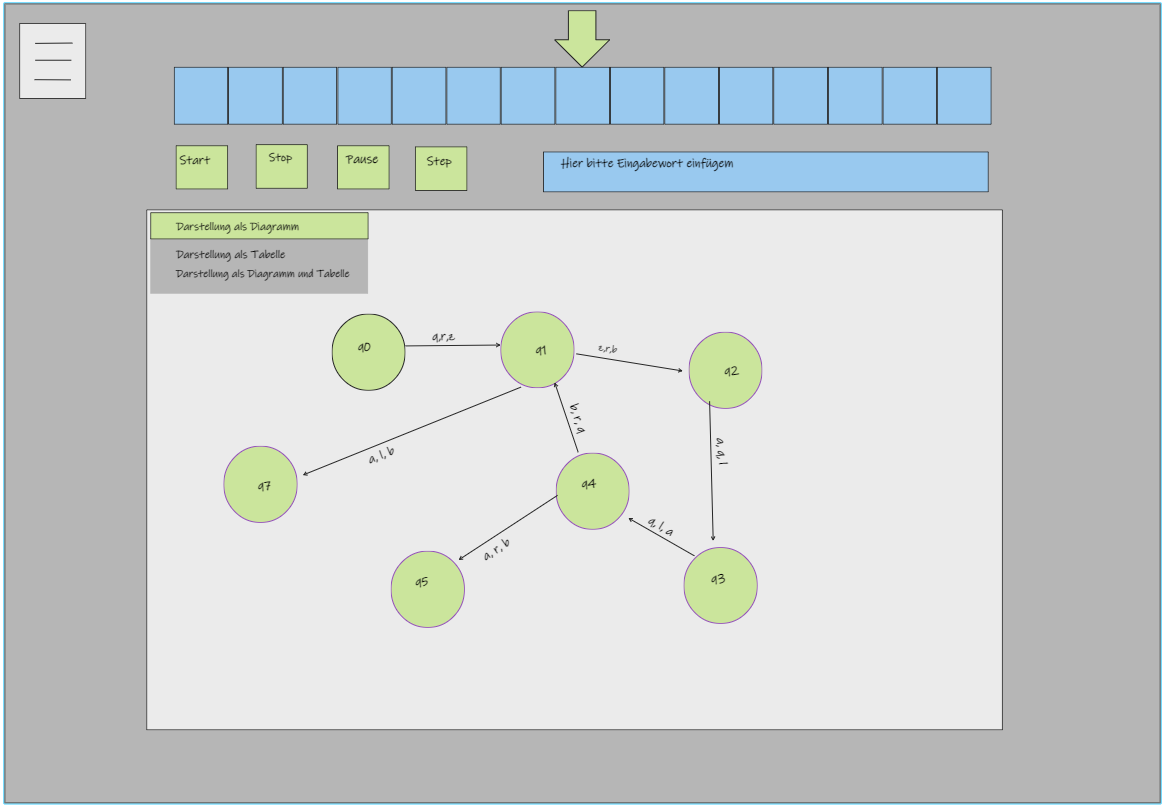 Start
Stop
Pause
Step
Hier bitte Eingabewort einfügem
Darstellung als Diagramm
Darstellung als Tabelle
Darstellung als Diagramm und Tabelle
q0
q,r,z
q1
z,r,b
q2
b, r, q
a, q, l
a, l, b
q7
q4
q, l, a
a, r, b
q5
q3